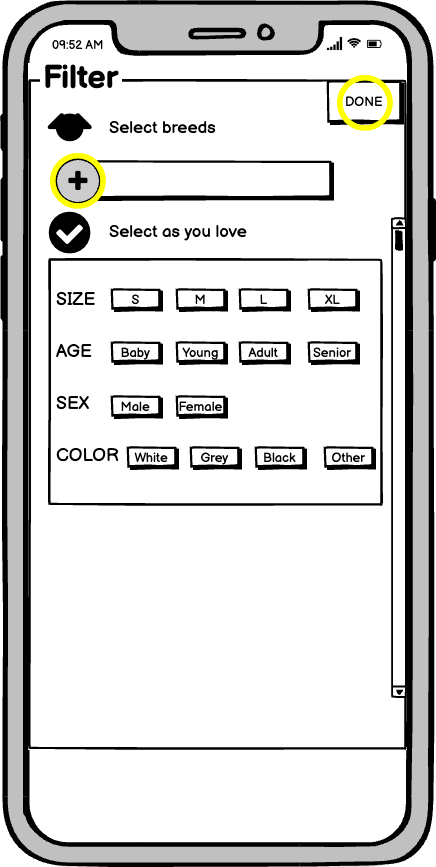 09:52 AM
Filter
DONE
Select breeds
+
Select as you love
SIZE S M L XL
AGE Baby Young Adult Senior
SEX Male Female
COLOR White Grey Black Other